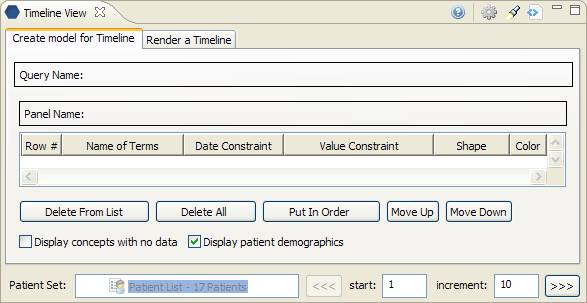 Timeline View
Create model for Timeline Render a Timeline
Query Name:
Panel Name:
Row # Name of Terms Date Constraint Value Constraint Shape Color
Delete From List Delete All Put In Order Move Up Move Down
Display concepts with no data Display patient demographics
Patient Set: Patient List - 17 Patients <<< start: 1 increment: 10 >>>